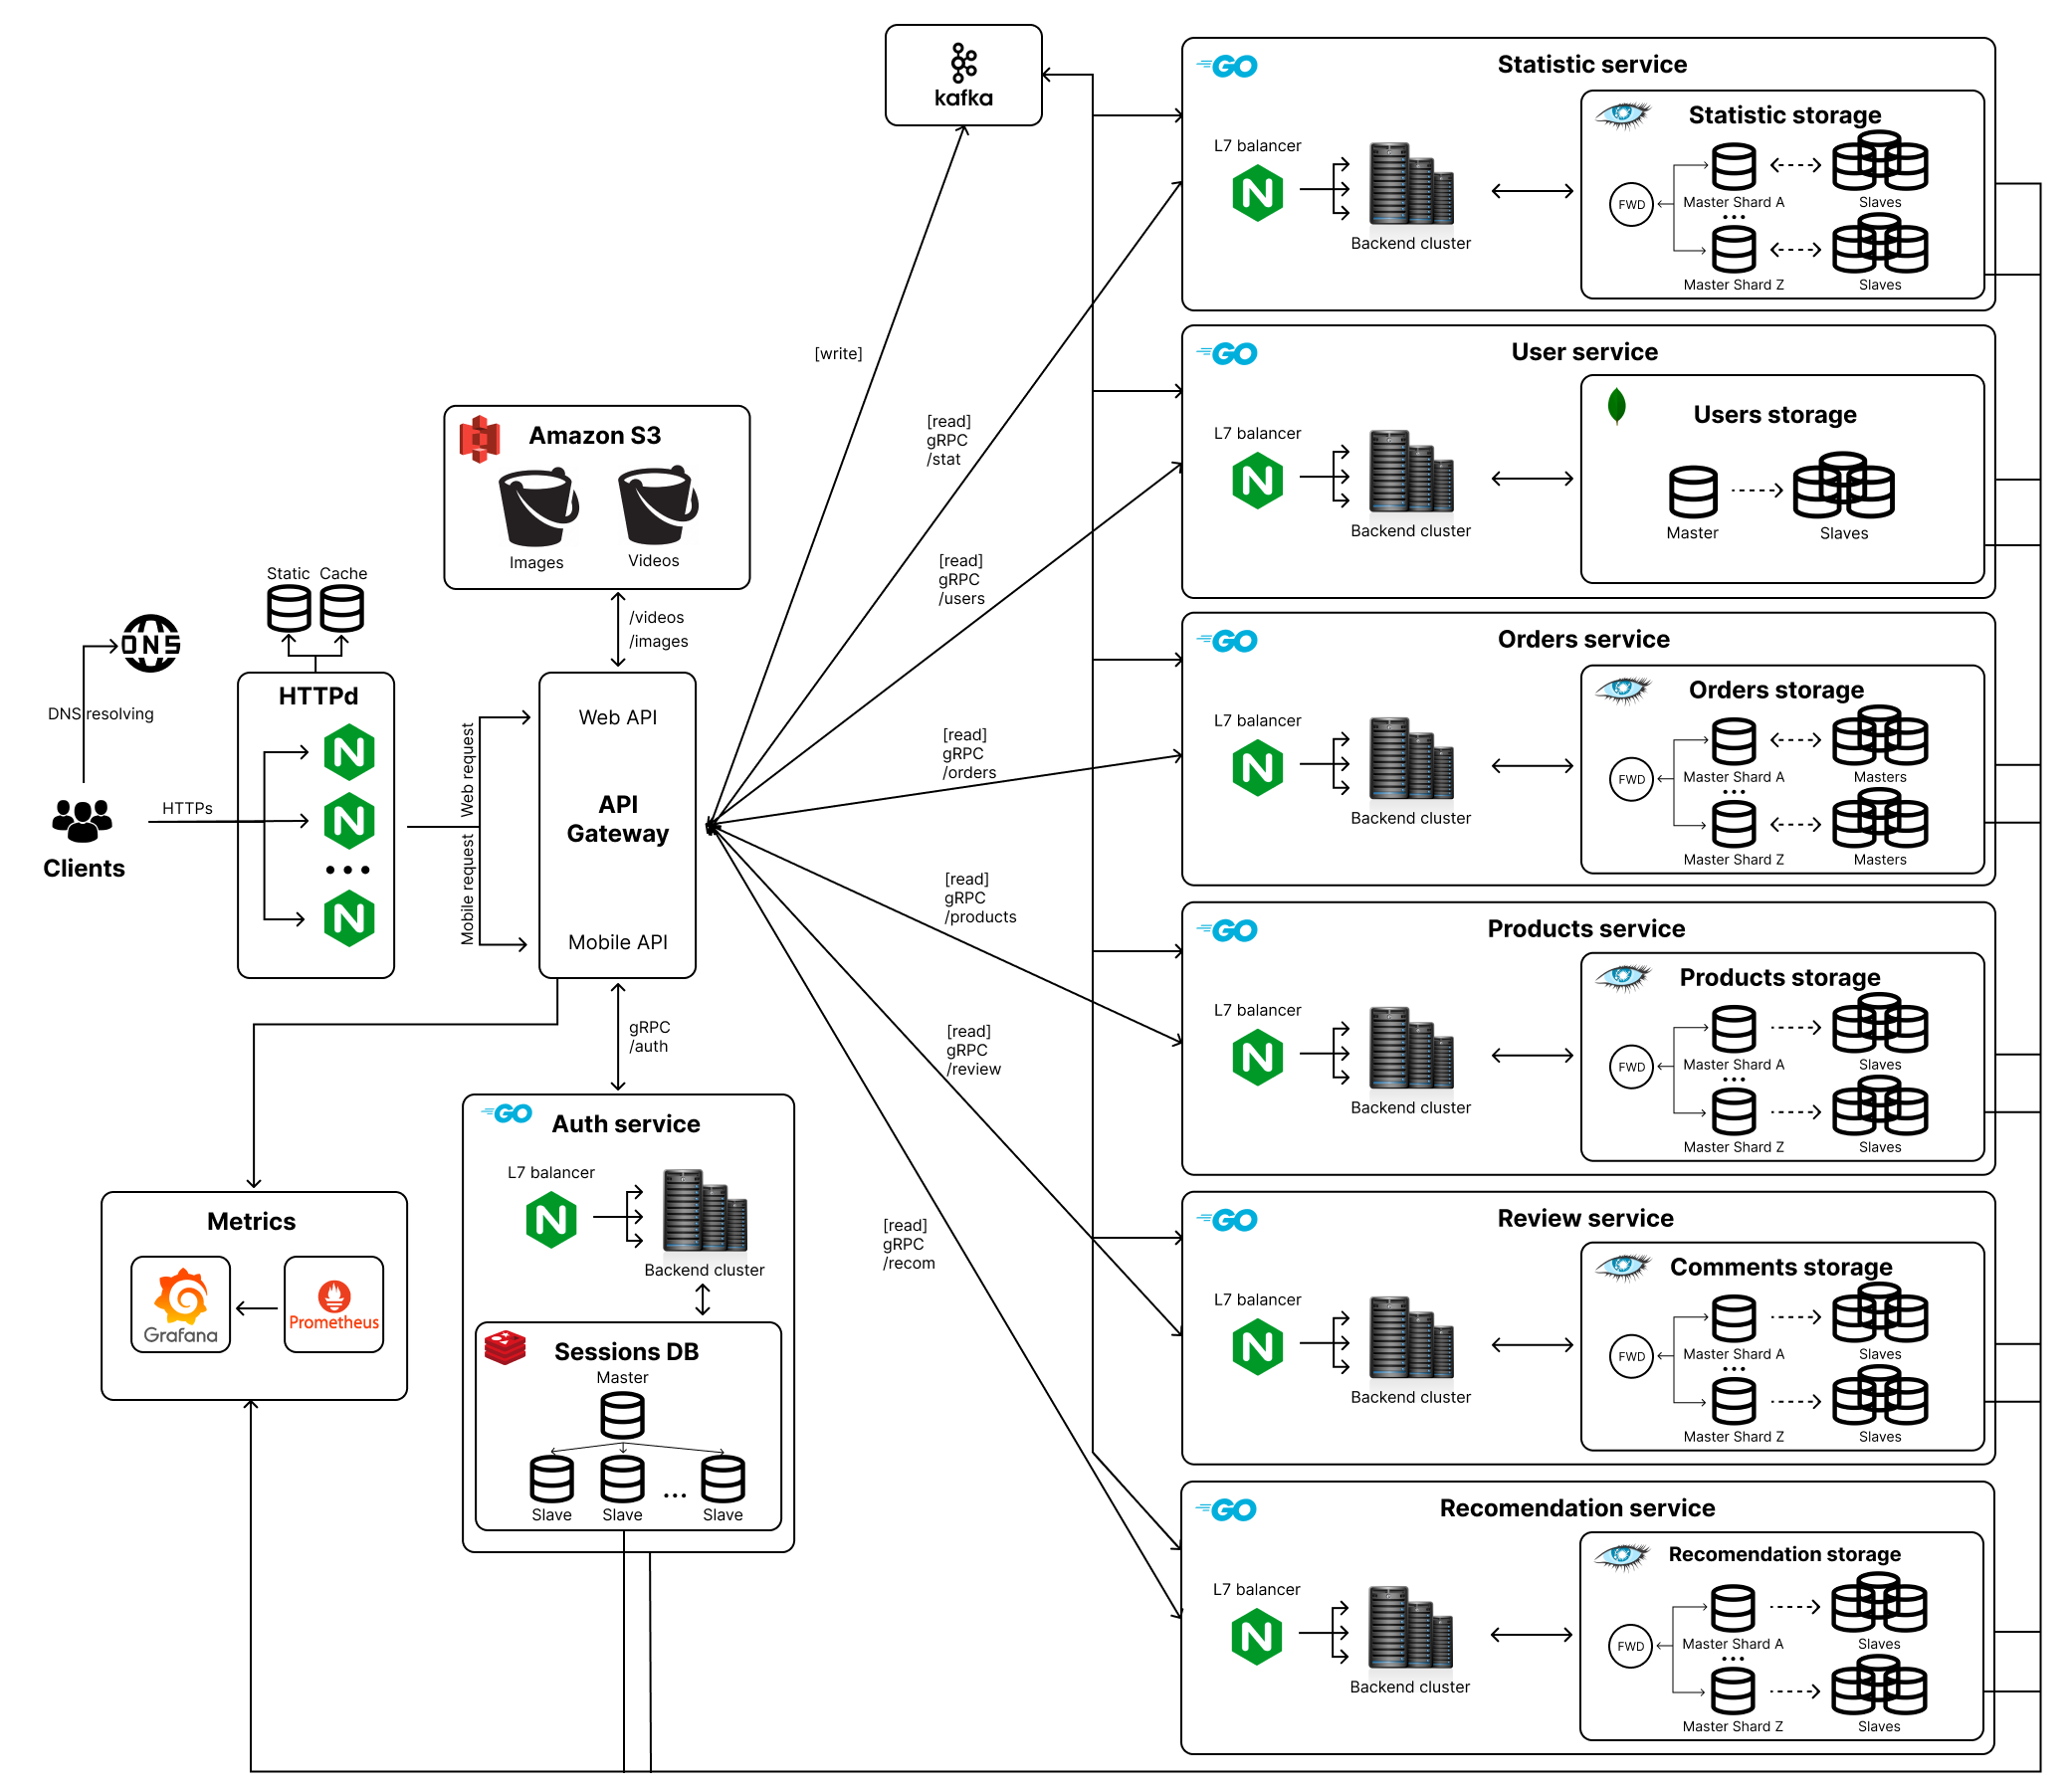 kafka
[write]
[read]
gRPC
/stat
[read]
gRPC
/users
[read]
gRPC
/orders
[read]
gRPC
/products
[read]
gRPC
/review
[read]
gRPC
/recom
Amazon S3
Images
Videos
/videos
/images
Static
Cache
DNS
DNS resolving
Clients
HTTPs
HTTPd
Web request
Mobile request
Web API
API
Gateway
Mobile API
gRPC
/auth
Metrics
Grafana
Prometheus
GO
Auth service
L7 balancer
Backend cluster
Sessions DB
Master
Slave
Slave
...
Slave
GO
Statistic service
L7 balancer
Backend cluster
Statistic storage
FWD
Master Shard A
Slaves
...
Master Shard Z
Slaves
GO
User service
L7 balancer
Backend cluster
Users storage
Master
Slaves
GO
Orders service
L7 balancer
Backend cluster
Orders storage
FWD
Master Shard A
Masters
...
Master Shard Z
Masters
GO
Products service
L7 balancer
Backend cluster
Products storage
FWD
Master Shard A
Slaves
...
Master Shard Z
Slaves
GO
Review service
L7 balancer
Backend cluster
Comments storage
FWD
Master Shard A
Slaves
...
Master Shard Z
Slaves
GO
Recomendation service
L7 balancer
Backend cluster
Recomendation storage
FWD
Master Shard A
Slaves
...
Master Shard Z
Slaves